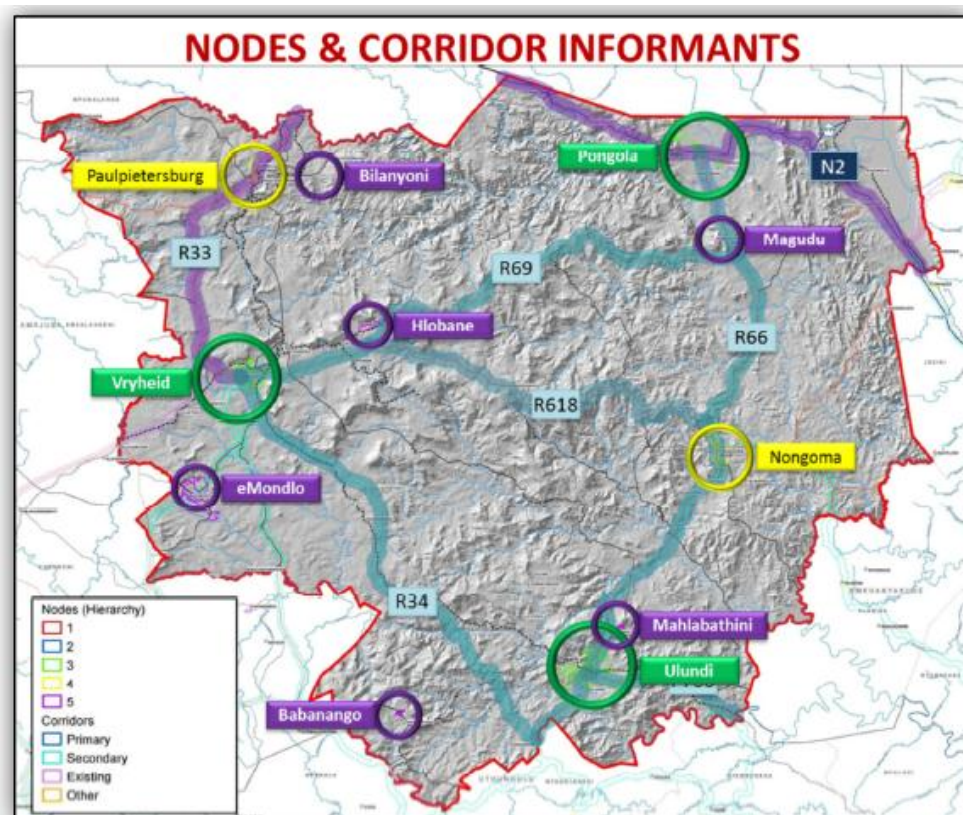 NODES & CORRIDOR INFORMANTS
Pongola
Paulpietersburg
Bilanyoni
N2
Magudu
R33
R69
Hlobane
R66
Vryheid
R618
Nongoma
eMondlo
R34
Mahlabathini
Ulundi
Babanango
Nodes (Hierarchy)
1
2
3
4
5
Corridors
Primary
Secondary
Existing
Other